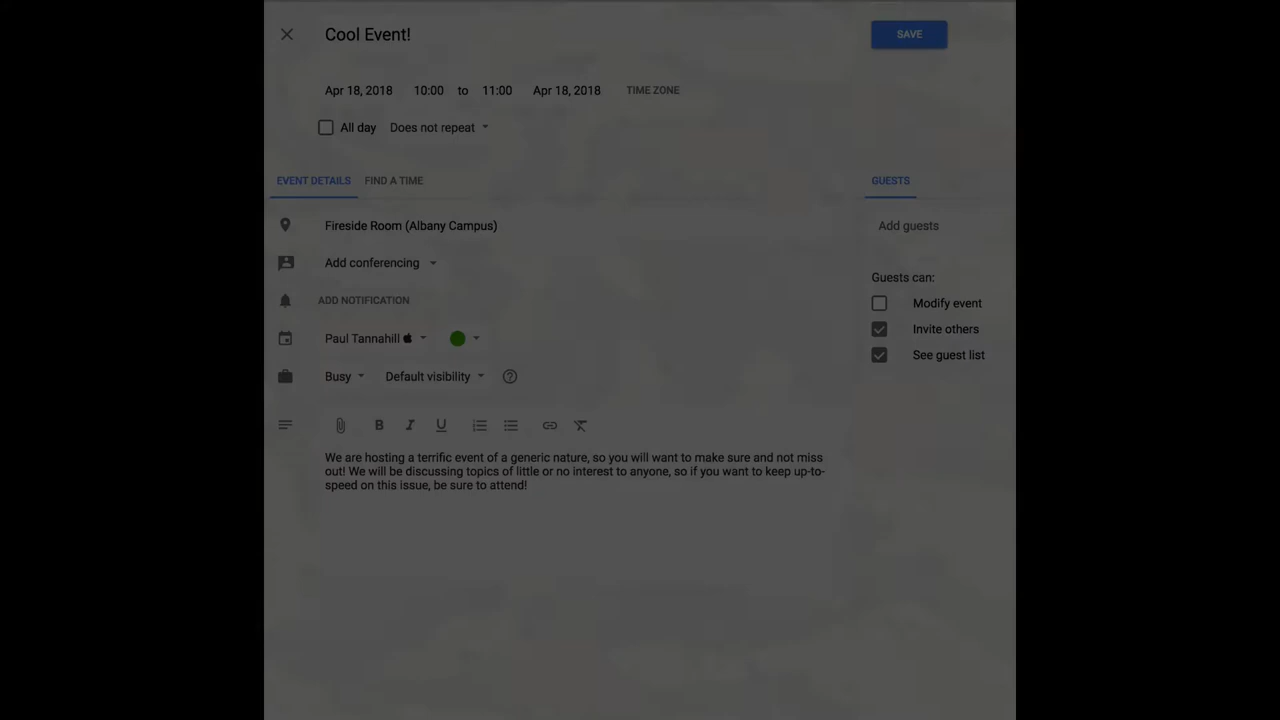 Cool Event!
SAVE
Apr 18, 2018 10:00 to 11:00 Apr 18, 2018 TIME ZONE
All day Does not repeat
EVENT DETAILS FIND A TIME
GUESTS
Fireside Room (Albany Campus)
Add guests
Add conferencing
Guests can:
ADD NOTIFICATION
Modify event
Invite others
Paul Tannahill
See guest list
Busy Default visibility
B I U
We are hosting a terrific event of a generic nature, so you will want to make sure and not miss
out! We will be discussing topics of little or no interest to anyone, so if you want to keep up-to-
speed on this issue, be sure to attend!